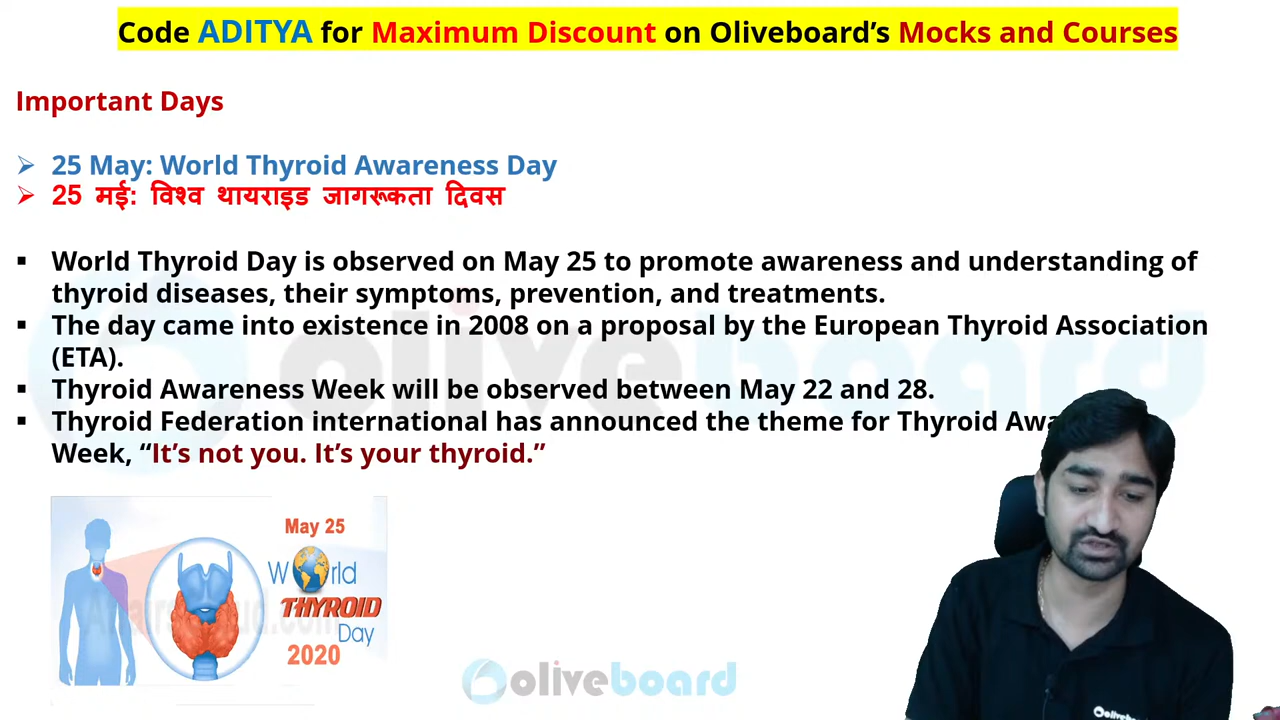 Code ADITYA for Maximum Discount on Oliveboard’s Mocks and Courses
Important Days
25 May: World Thyroid Awareness Day
25 मई: विश्व थायराइड जागरूकता दिवस
World Thyroid Day is observed on May 25 to promote awareness and understanding of
thyroid diseases, their symptoms, prevention, and treatments.
The day came into existence in 2008 on a proposal by the European Thyroid Association
(ETA).
Thyroid Awareness Week will be observed between May 22 and 28.
Thyroid Federation international has announced the theme for Thyroid
Week, “It’s not you. It’s your thyroid.”
May 25
World
THYROID
Day
2020
oliveboard
oliveboard